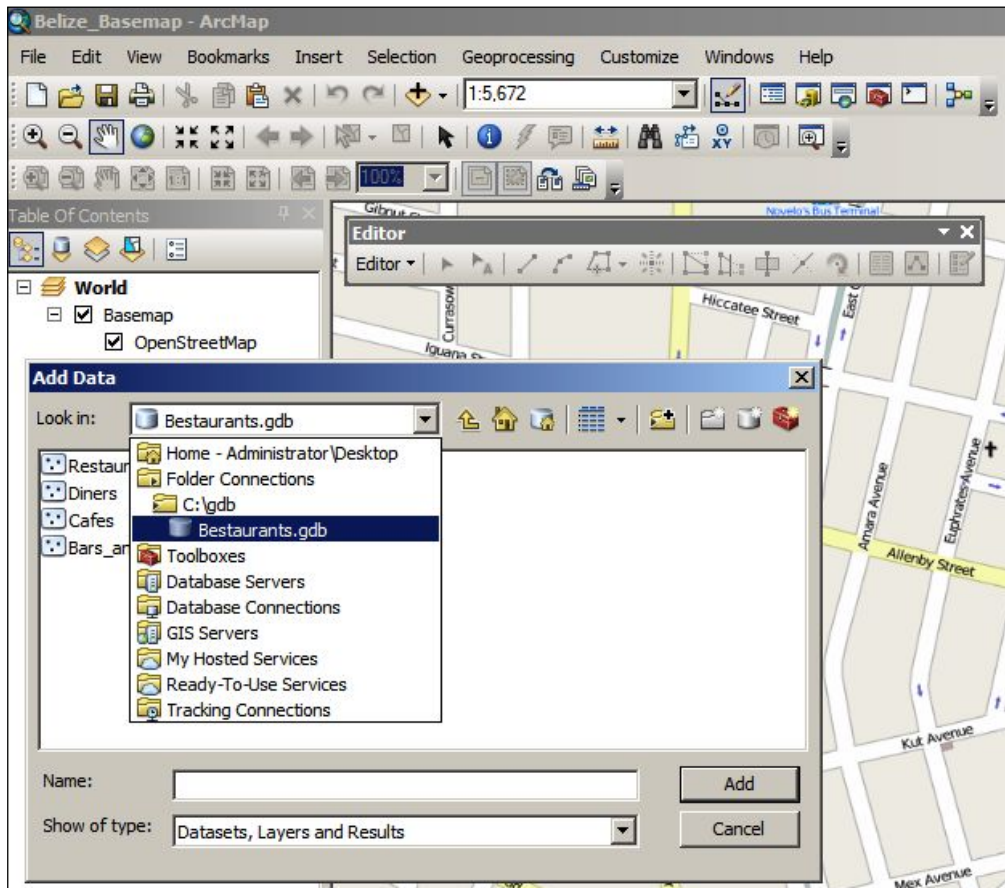 Belize_Basemap - ArcMap
File Edit View Bookmarks Insert Selection Geoprocessing Customize Windows Help
1:5,672
100%
Table Of Contents
World
Basemap
OpenStreetMap
Novelo's Bus Terminal
Editor
Editor
Hiccatee Street
East
Iguana
Add Data
Look in: Bestaurants.gdb
Restaur
Diners
Cafes
Bars_an
Home - Administrator\Desktop
Folder Connections
C:\gdb
Bestaurants.gdb
Toolboxes
Database Servers
Database Connections
GIS Servers
My Hosted Services
Ready-To-Use Services
Tracking Connections
Name:
Add
Show of type: Datasets, Layers and Results
Cancel
Amara Avenue
Euphrates Avenue
Allenby Street
Kut Avenue
Mex Avenue